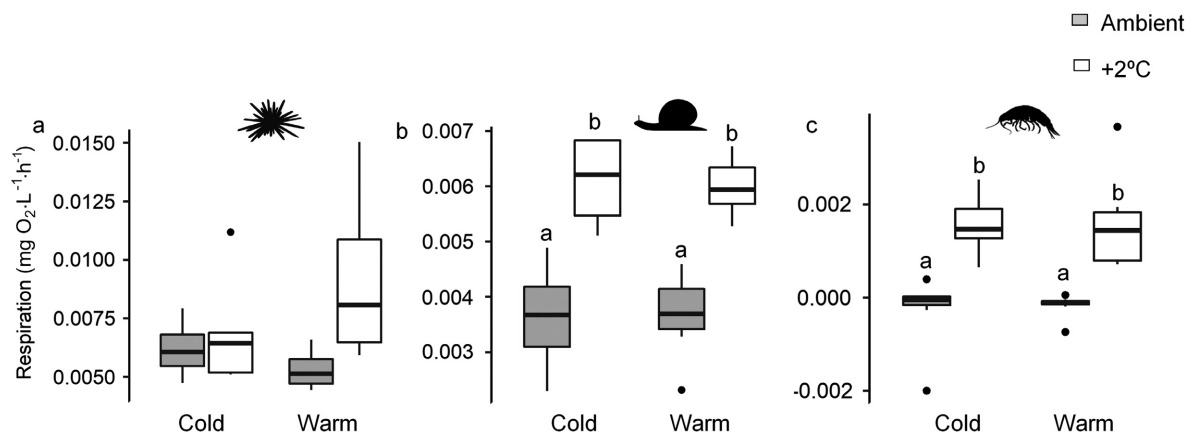 Ambient
+2ºC
a
b
c
Respiration (mg O₂·L⁻¹·h⁻¹)
0.0150
0.0125
0.0100
0.0075
0.0050
Cold Warm
0.007
0.006
0.005
0.004
0.003
a b a b
Cold Warm
0.002
0.000
-0.002
a b a b
Cold Warm